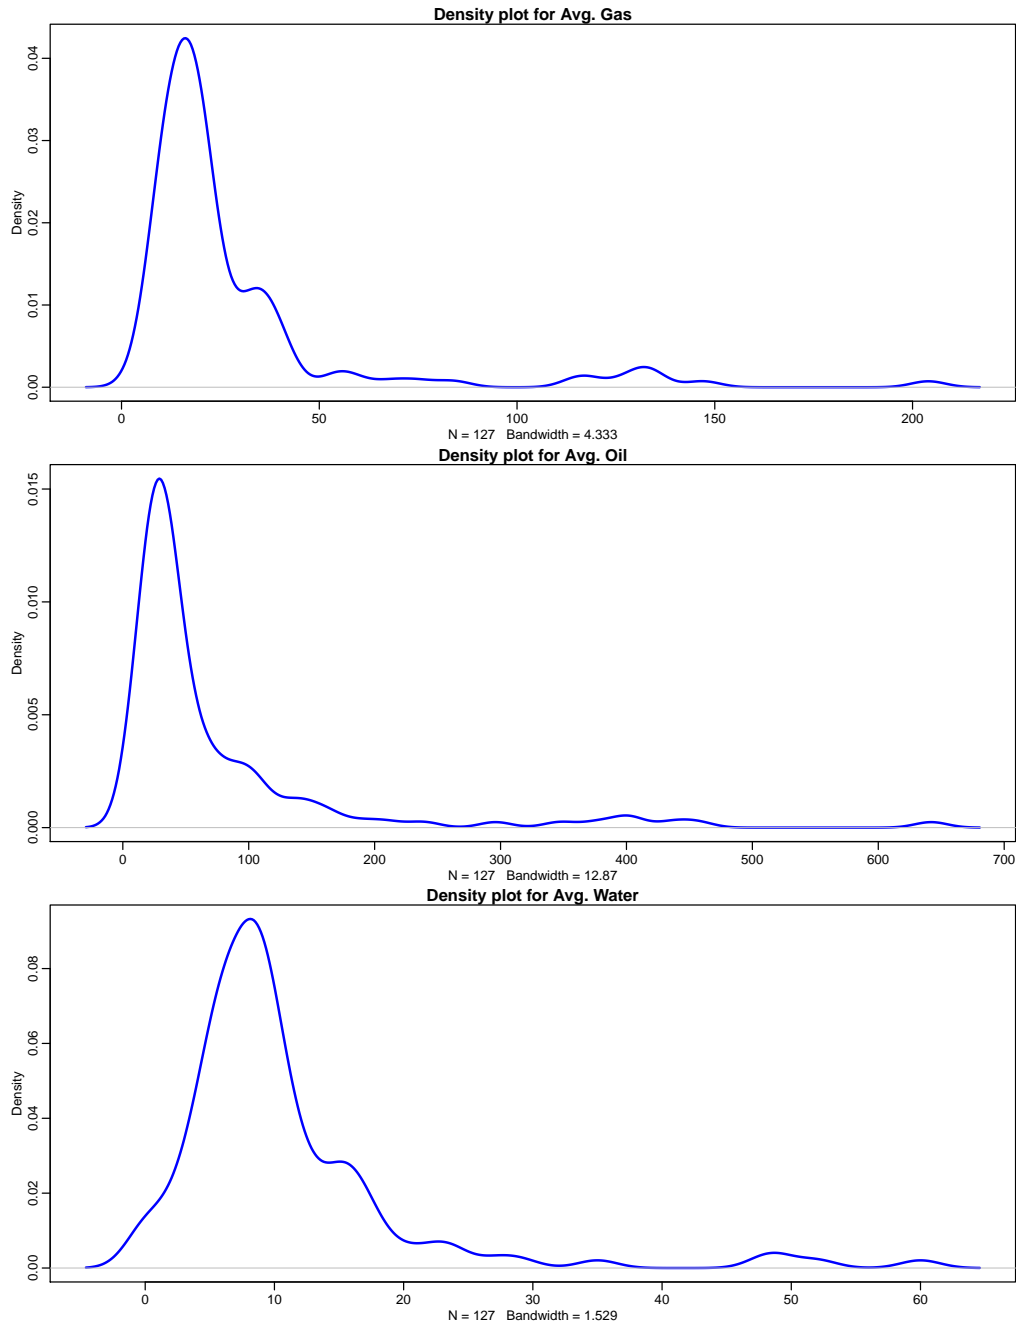 Density plot for Avg. Gas
Density
0.00 0.01 0.02 0.03 0.04
0 50 100 150 200
N = 127 Bandwidth = 4.333
Density plot for Avg. Oil
Density
0.000 0.005 0.010 0.015
0 100 200 300 400 500 600 700
N = 127 Bandwidth = 12.87
Density plot for Avg. Water
Density
0.00 0.02 0.04 0.06 0.08
0 10 20 30 40 50 60
N = 127 Bandwidth = 1.529